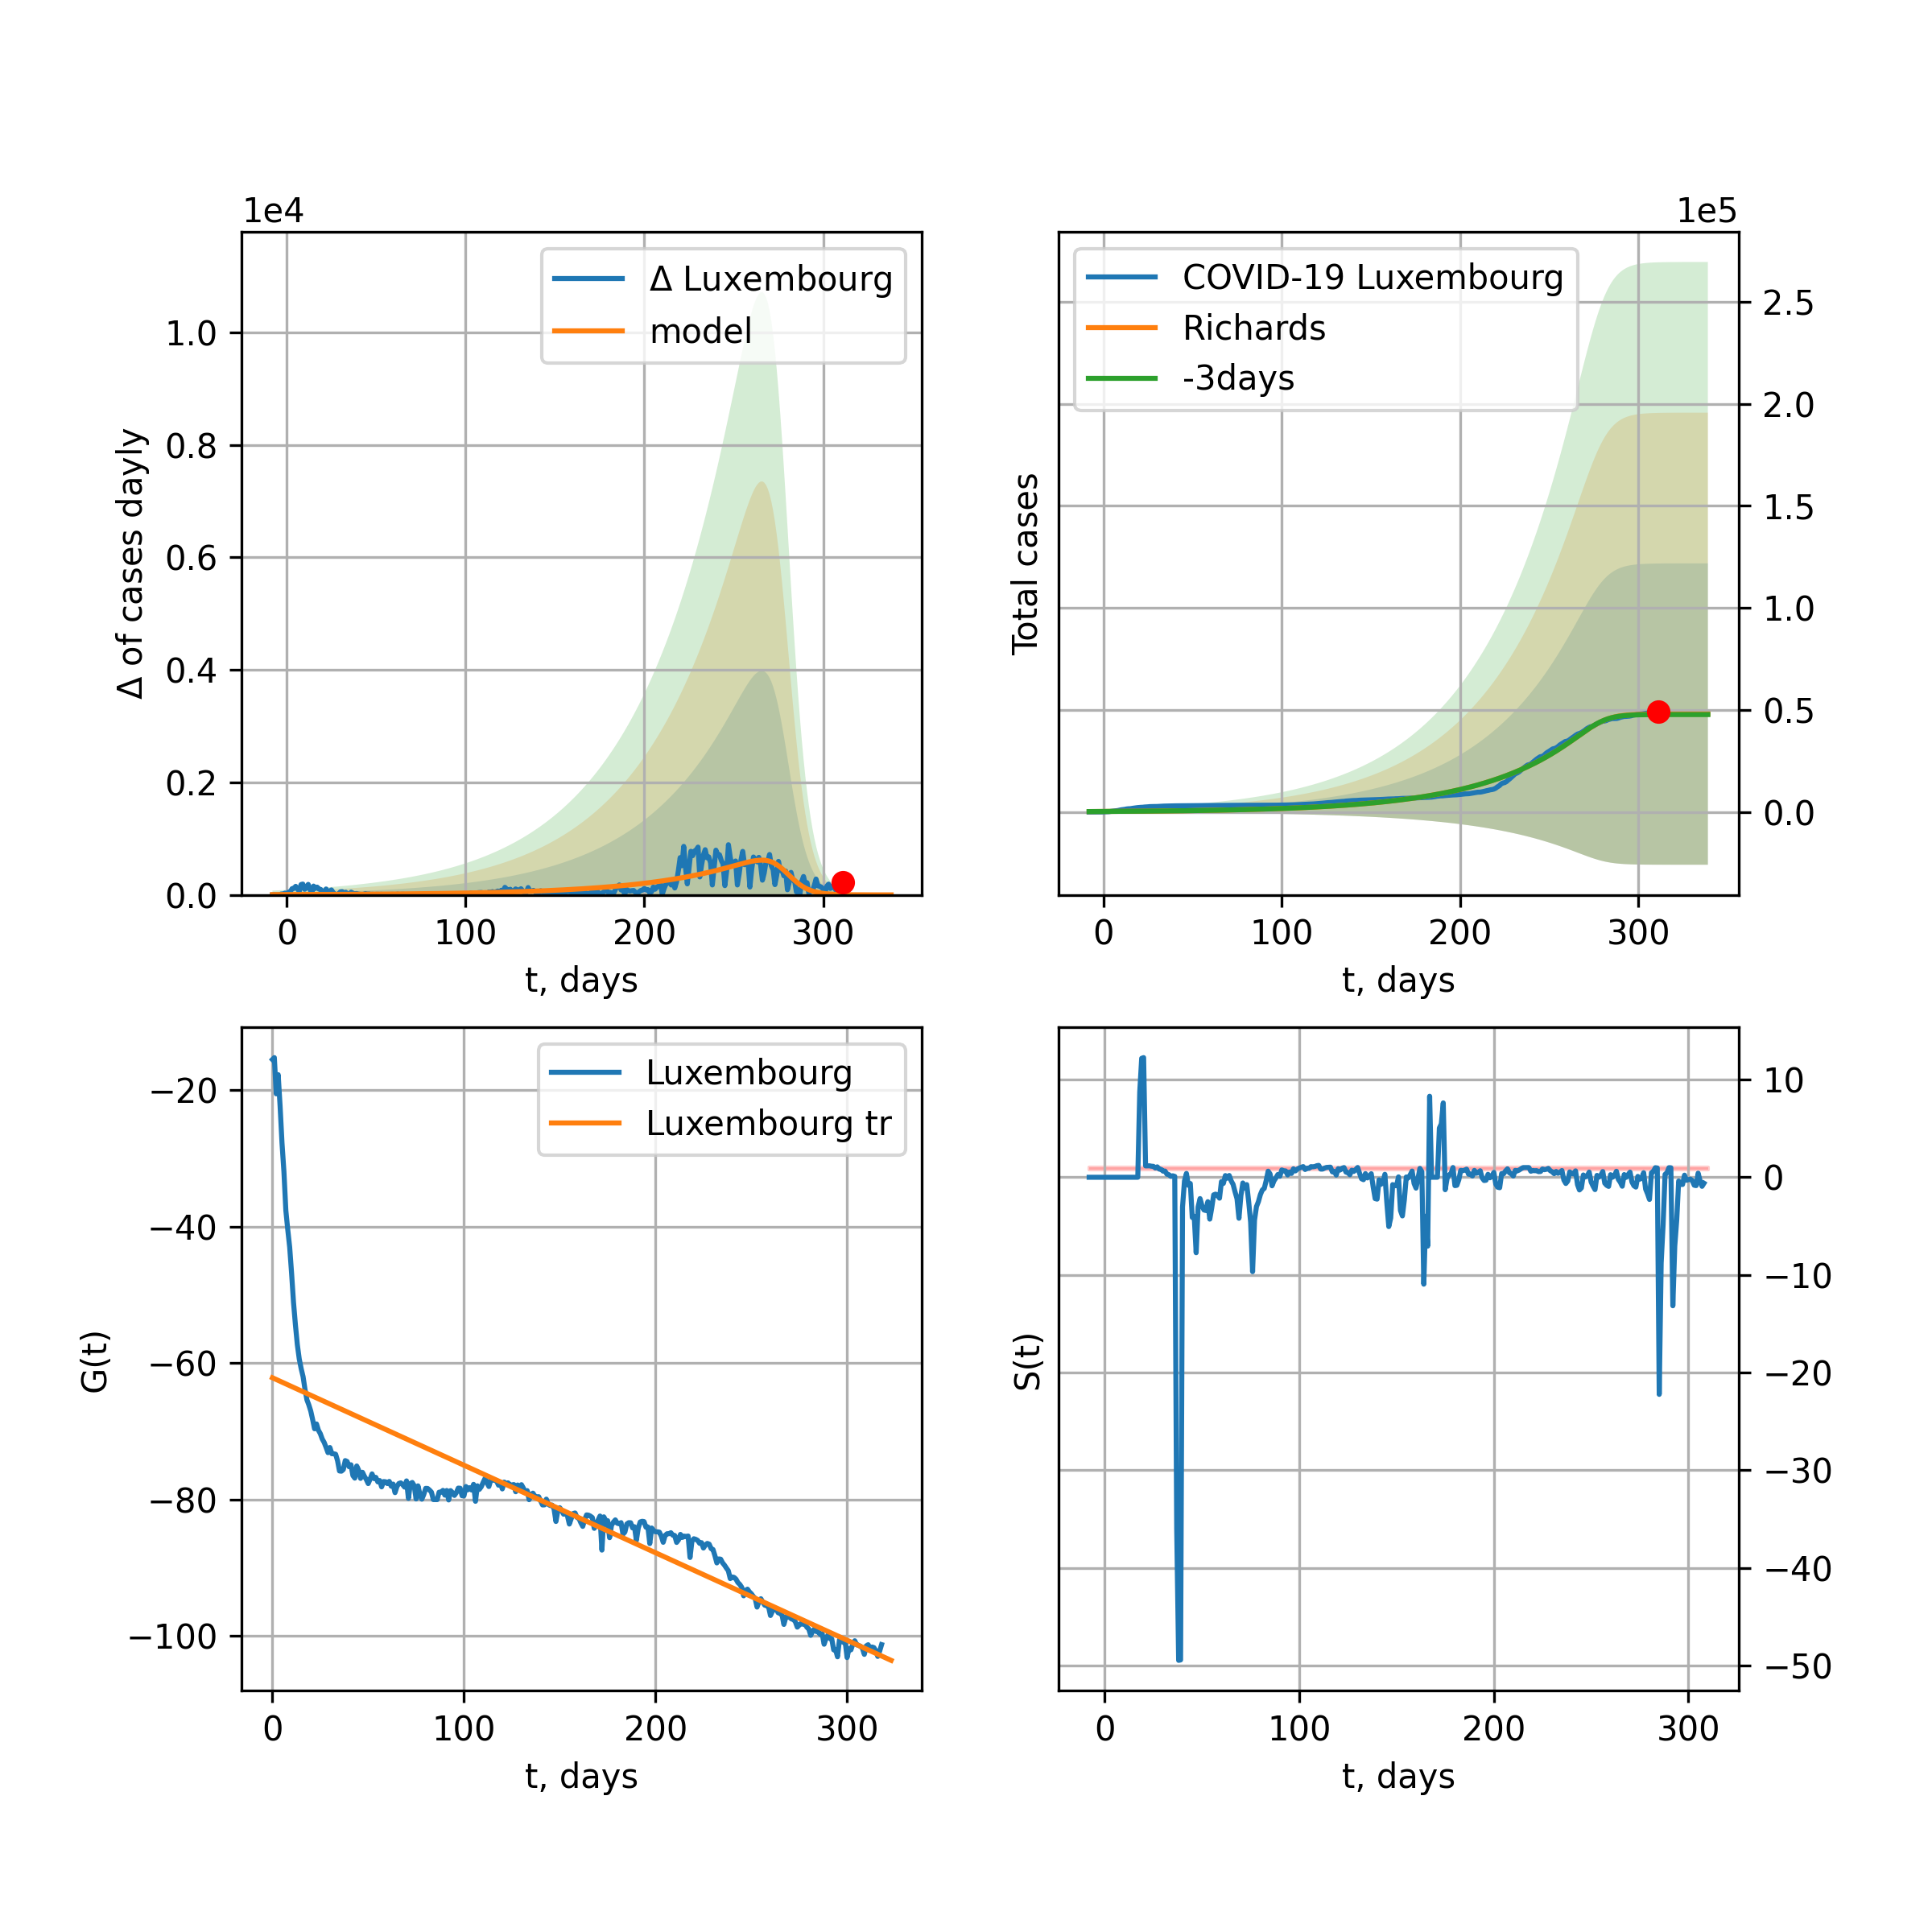 1e4
Δ Luxembourg
model
1.0
0.8
0.6
0.4
0.2
0.0
Δ of cases dayly
0
100
200
300
t, days
1e5
COVID-19 Luxembourg
Richards
-3days
2.5
2.0
1.5
1.0
0.5
0.0
Total cases
0
100
200
300
t, days
Luxembourg
Luxembourg tr
−20
−40
−60
−80
−100
G(t)
0
100
200
300
t, days
10
0
−10
−20
−30
−40
−50
S(t)
0
100
200
300
t, days